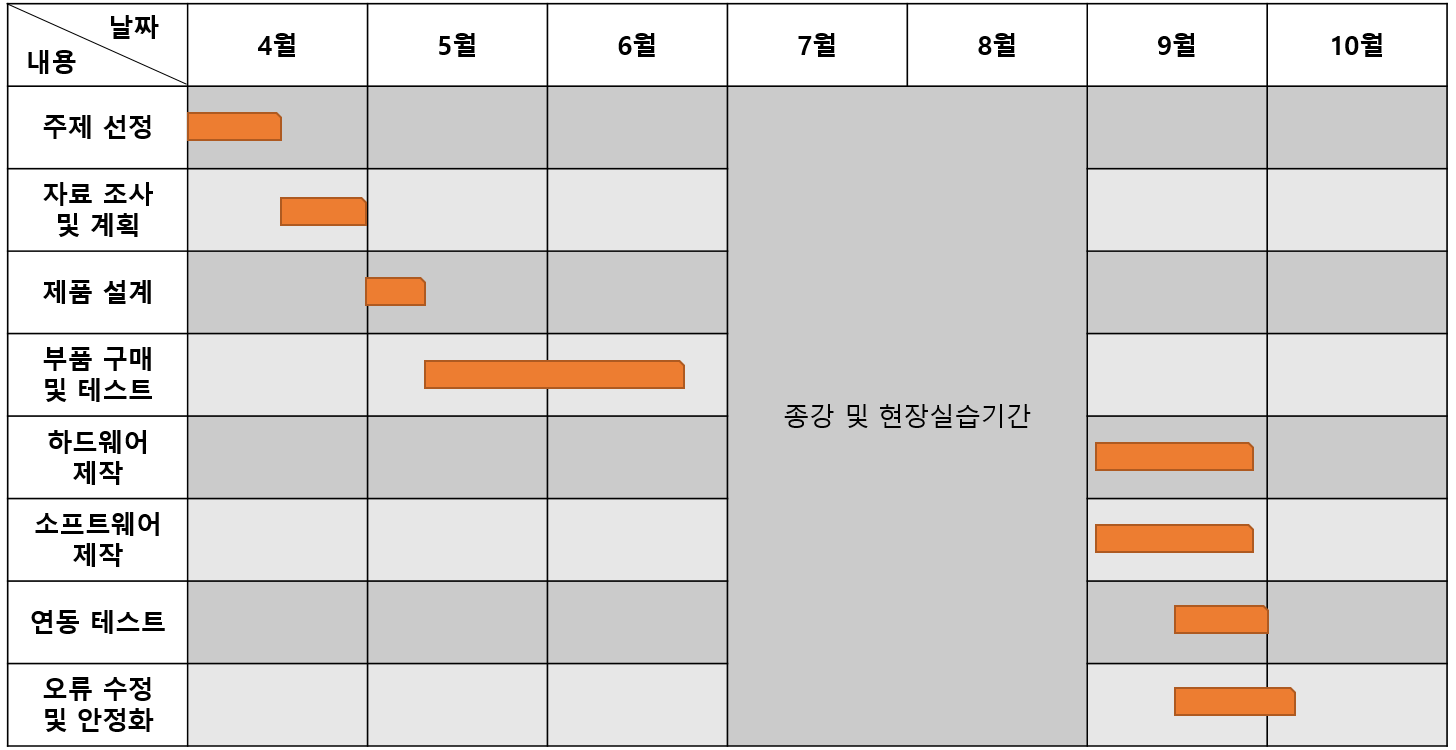 날짜
내용
4월
5월
6월
7월
8월
9월
10월
주제 선정
자료 조사
및 계획
제품 설계
부품 구매
및 테스트
종강 및 현장실습기간
하드웨어
제작
소프트웨어
제작
연동 테스트
오류 수정
및 안정화